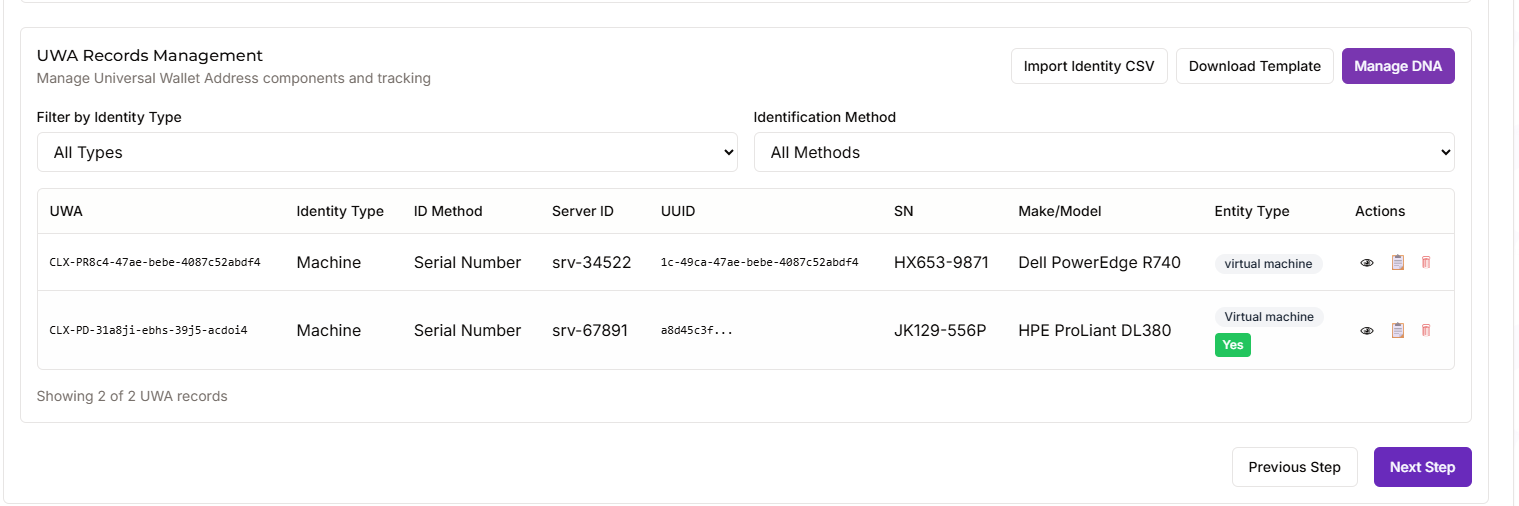 UWA Records Management
Manage Universal Wallet Address components and tracking
Import Identity CSV
Download Template
Manage DNA
Filter by Identity Type
Identification Method
All Types
All Methods
UWA Identity Type ID Method Server ID UUID SN Make/Model Entity Type Actions
CLX-PR8c4-47ae-bebe-4087c52abdf4 Machine Serial Number srv-34522 1c-49ca-47ae-bebe-4087c52abdf4 HX653-9871 Dell PowerEdge R740 virtual machine
CLX-PD-31a8ji-ebhs-39j5-acdoi4 Machine Serial Number srv-67891 a8d45c3f... JK129-556P HPE ProLiant DL380 Virtual machine
Yes
Showing 2 of 2 UWA records
Previous Step
Next Step